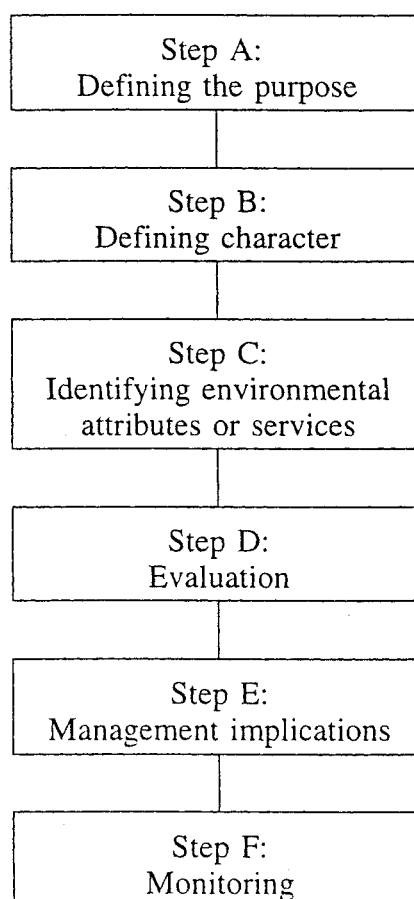 Step A:
Defining the purpose
Step B:
Defining character
Step C:
Identifying environmental
attributes or services
Step D:
Evaluation
Step E:
Management implications
Step F:
Monitoring